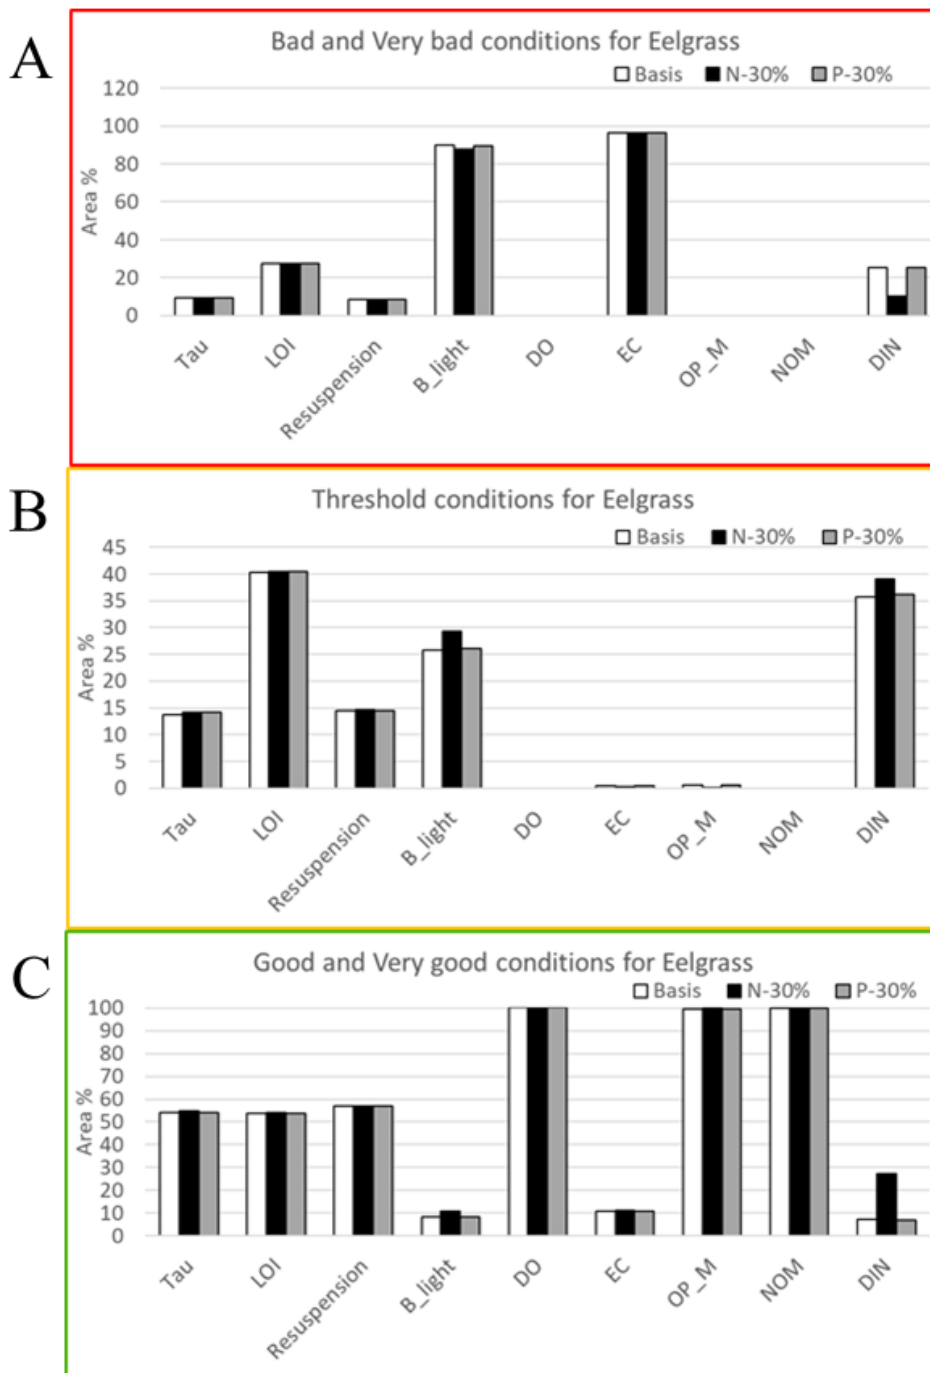 A
Bad and Very bad conditions for Eelgrass
Basis N-30% P-30%
Area %
120
100
80
60
40
20
0
Tau LOI Resuspension B_light DO EC OP_M NOM DIN
B
Threshold conditions for Eelgrass
Basis N-30% P-30%
Area %
45
40
35
30
25
20
15
10
5
0
Tau LOI Resuspension B_light DO EC OP_M NOM DIN
C
Good and Very good conditions for Eelgrass
Basis N-30% P-30%
Area %
100
90
80
70
60
50
40
30
20
10
0
Tau LOI Resuspension B_light DO EC OP_M NOM DIN